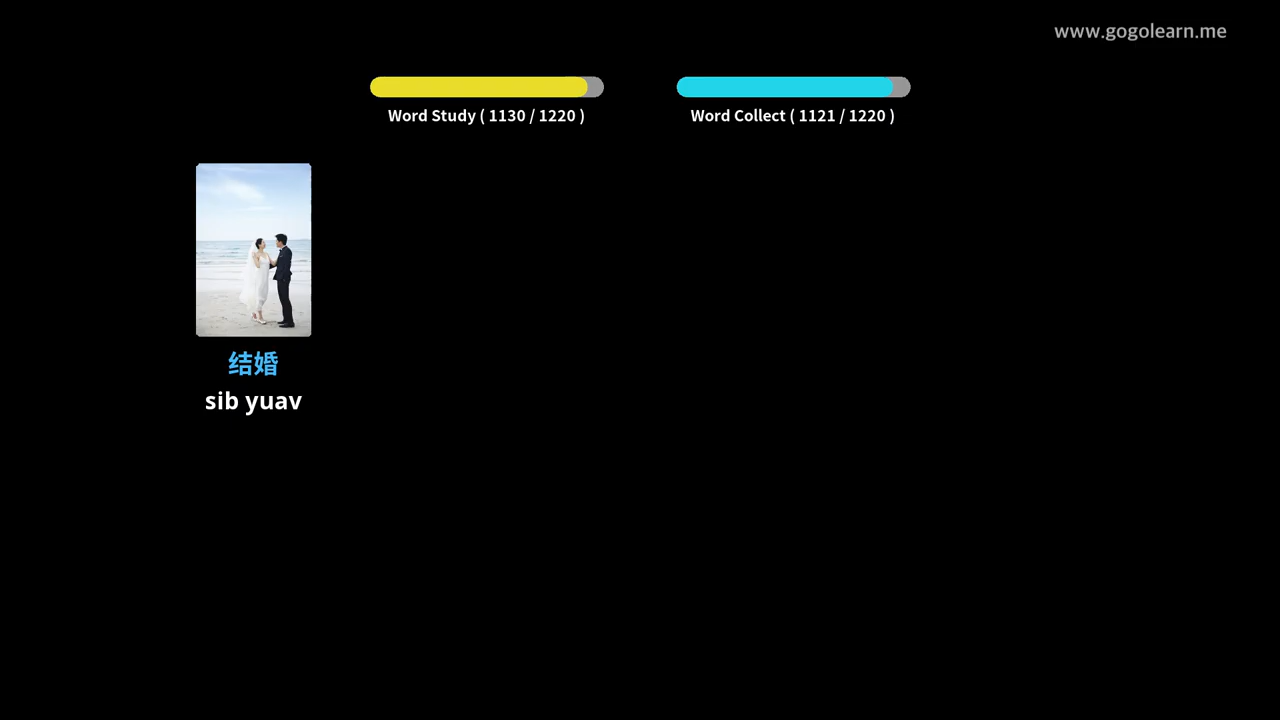 www.gogolearn.me
Word Study ( 1130 / 1220 )
Word Collect ( 1121 / 1220 )
结婚
sib yuav